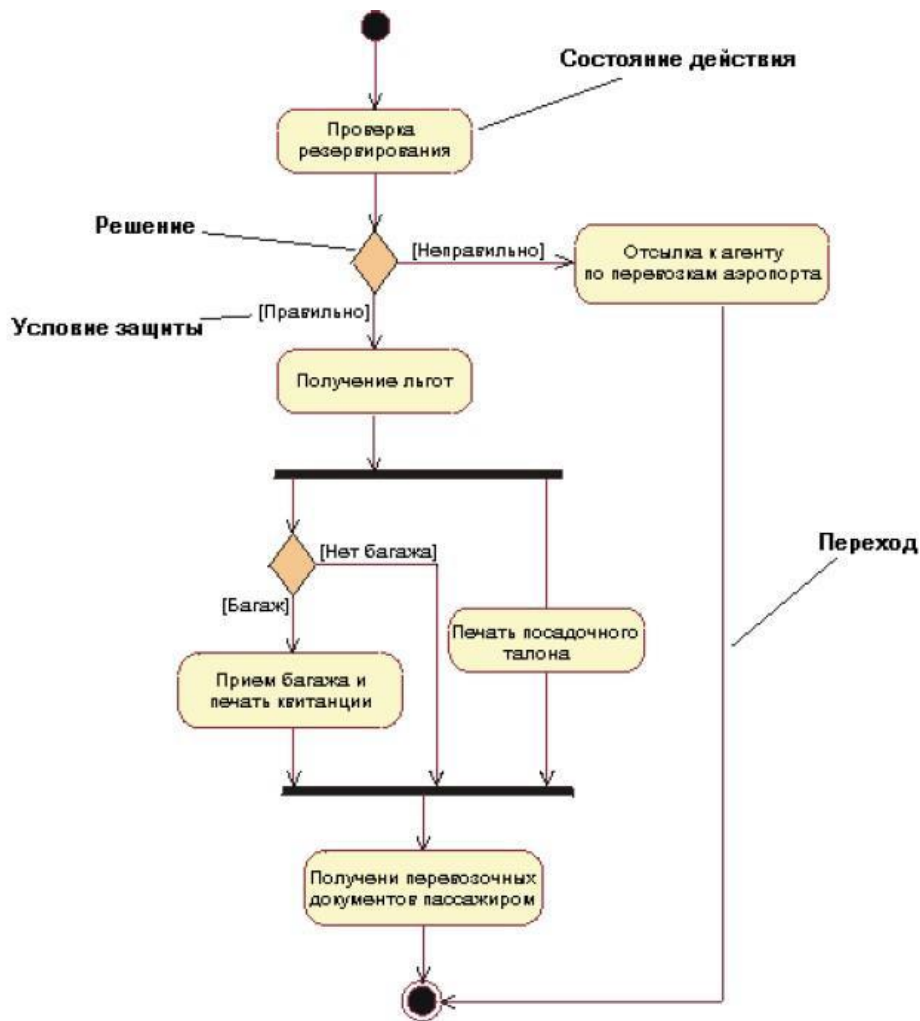 Состояние действия
Проверка
резервирования
Решение
[Неправильно]
Отсылка к агенту
по перевозкам аэропорта
[Правильно]
Условие защиты
Получение льгот
[Нет багажа]
Переход
[Багаж]
Печать посадочного
талона
Прием багажа и
печать квитанции
Получени перевозочных
документов пассажиром